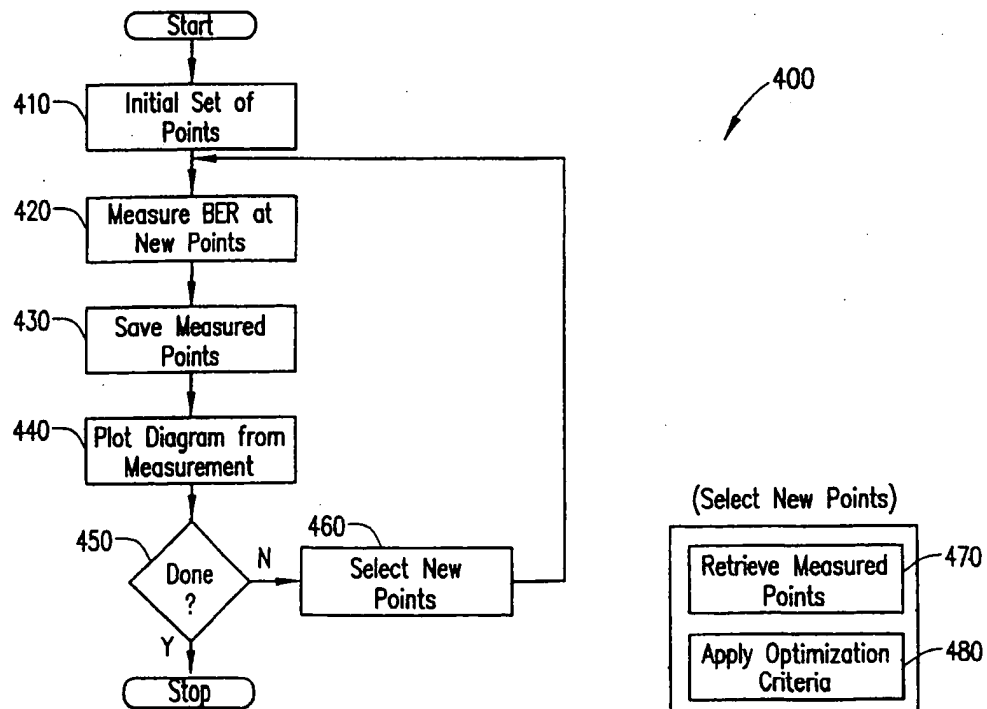 Start
400
410
Initial Set of
Points
420
Measure BER at
New Points
430
Save Measured
Points
440
Plot Diagram from
Measurement
450
Done
?
N
Y
460
Select New
Points
Stop
(Select New Points)
Retrieve Measured
Points
470
Apply Optimization
Criteria
480